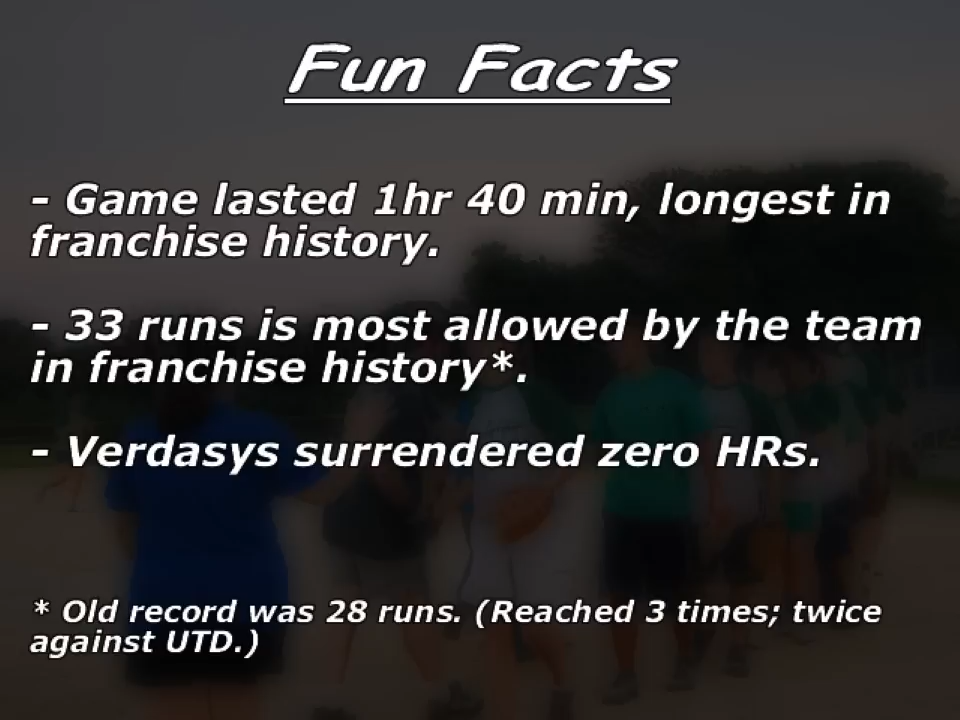 Fun Facts
- Game lasted 1hr 40 min, longest in
franchise history.
- 33 runs is most allowed by the team
in franchise history*.
- Verdasys surrendered zero HRs.
* Old record was 28 runs. (Reached 3 times; twice
against UTD.)